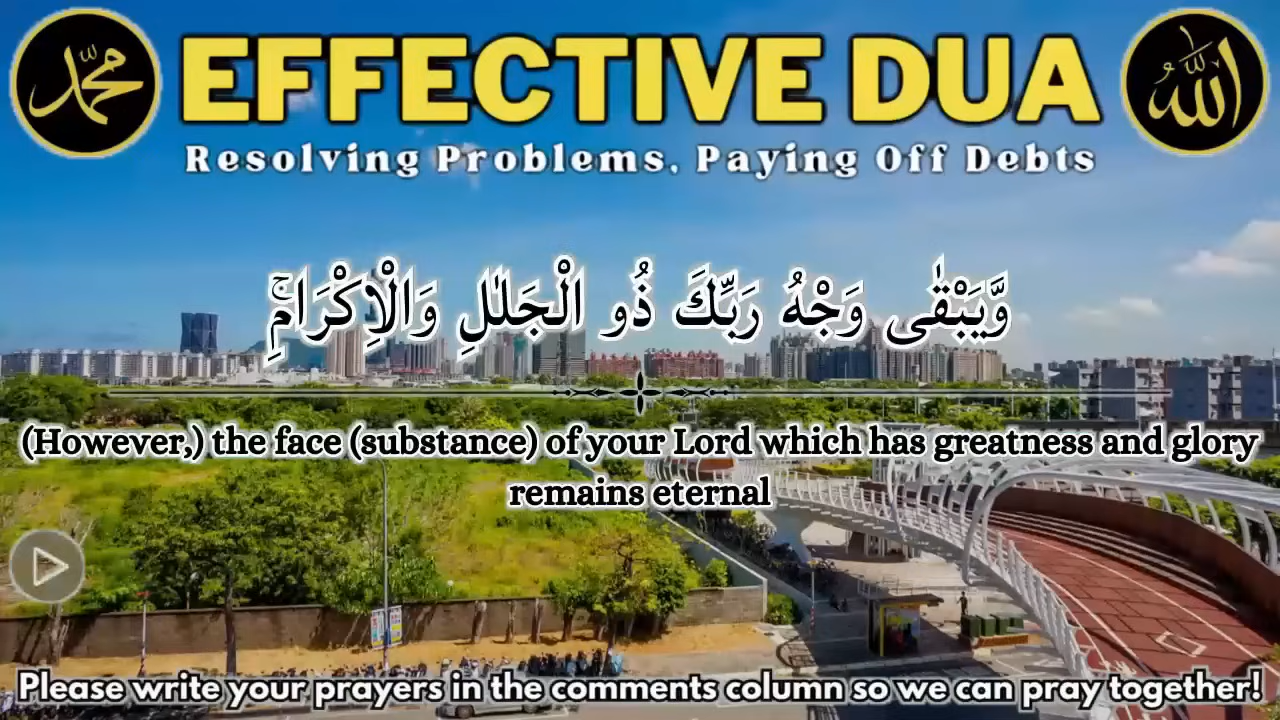 محمد
EFFECTIVE DUA
الله
Resolving Problems, Paying Off Debts
وَّيَبْقٰى وَجْهُ رَبِّكَ ذُو الْجَلٰلِ وَالْاِكْرَامِۚ
(However,) the face (substance) of your Lord which has greatness and glory
remains eternal
Please write your prayers in the comments column so we can pray together!